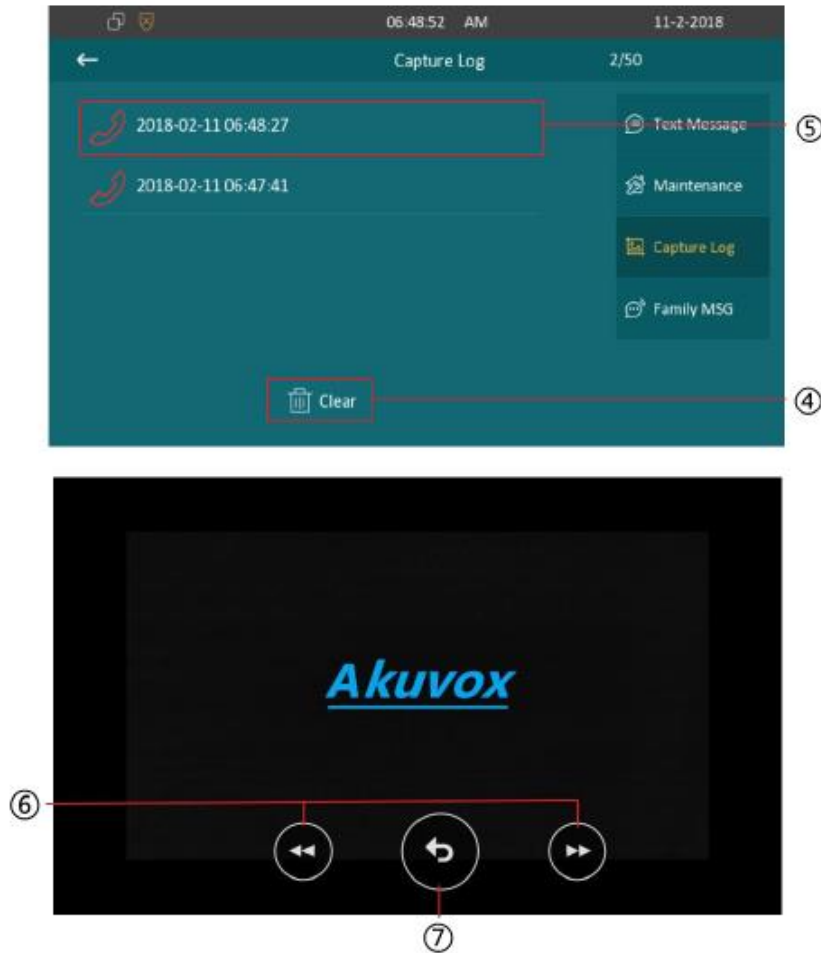 06:48:52 AM 11-2-2018
Capture Log 2/50
2018-02-11 06:48:27
Text Message
⑤
2018-02-11 06:47:41
Maintenance
Capture Log
Family MSG
Clear
④
Akuvox
⑥
⑦